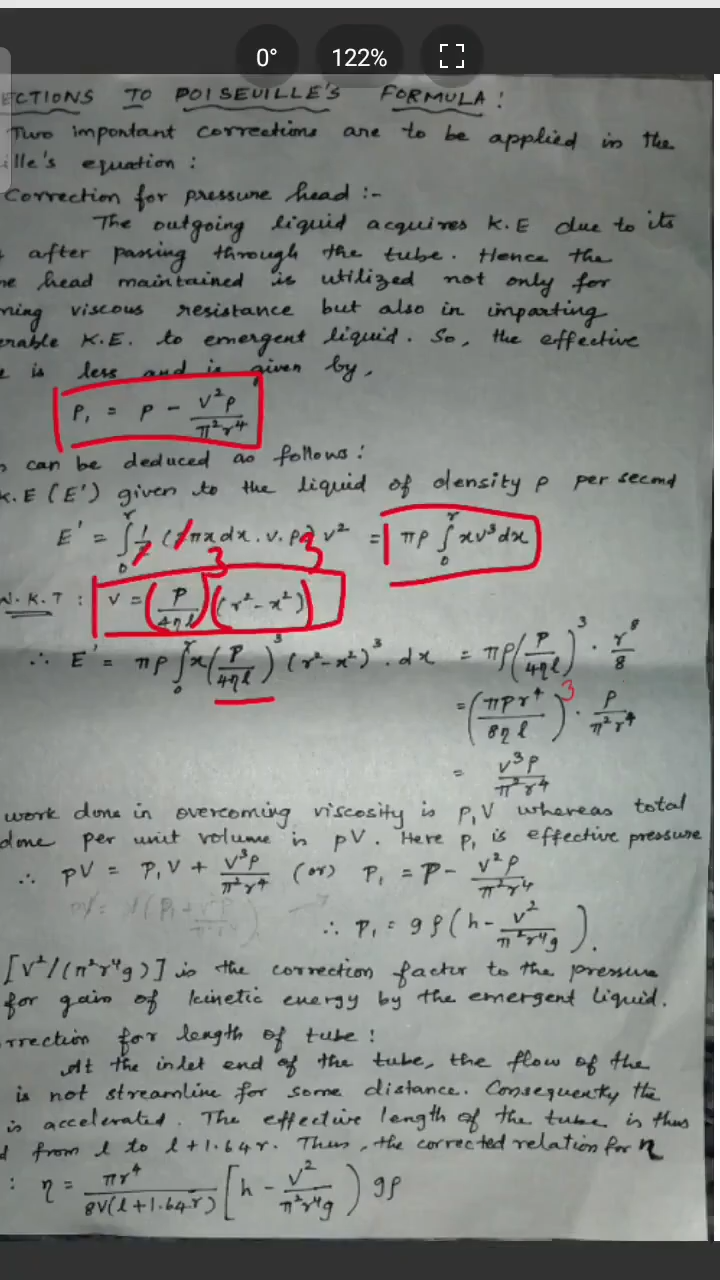 0°
122%
ECTIONS TO POISEUILLE'S FORMULA :
Two important corrections are to be applied in the
ille's equation :
Correction for pressure head :-
The outgoing liquid acquires K.E due to its
after passing through the tube. Hence the
head maintained is utilized not only for
ming viscous resistance but also in imparting
erable K.E. to emergent liquid. So, the effective
e is less and is given by,
P₁ = P - V²ρ/π²r⁴
can be deduced as follows :
K.E (E') given to the liquid of density ρ per second
E' = ∫₀ʳ 1/2 (2πxdx . v. ρ) v² = πρ ∫₀ʳ xv³dx
W.K.T : v = (P/4ηl) (r² - x²)
∴ E' = πρ ∫₀ʳ x (P/4ηl)³ (r² - x²)³ . dx = πρ (P/4ηl)³ . r⁸/8
= (πPr⁴/8ηl)³ . ρ/π²r⁴
= V³ρ/π²r⁴
work done in overcoming viscosity is P₁V whereas total
done per unit volume is pV. Here P₁ is effective pressure
∴ pV = P₁V + V³ρ/π²r⁴ (or) P₁ = P - V²ρ/π²r⁴
∴ P₁ = gρ(h - V²/π²r⁴g).
[V²/(π²r⁴g)] is the correction factor to the pressure
for gain of kinetic energy by the emergent liquid.
rrection for length of tube :
At the inlet end of the tube, the flow of the
is not streamline for some distance. Consequenty the
is accelerated. The effective length of the tube is thus
d from l to l + 1.64r. Thus, the corrected relation for η
: η = πr⁴/8V(l + 1.64r) [h - V²/π²r⁴g) gρ